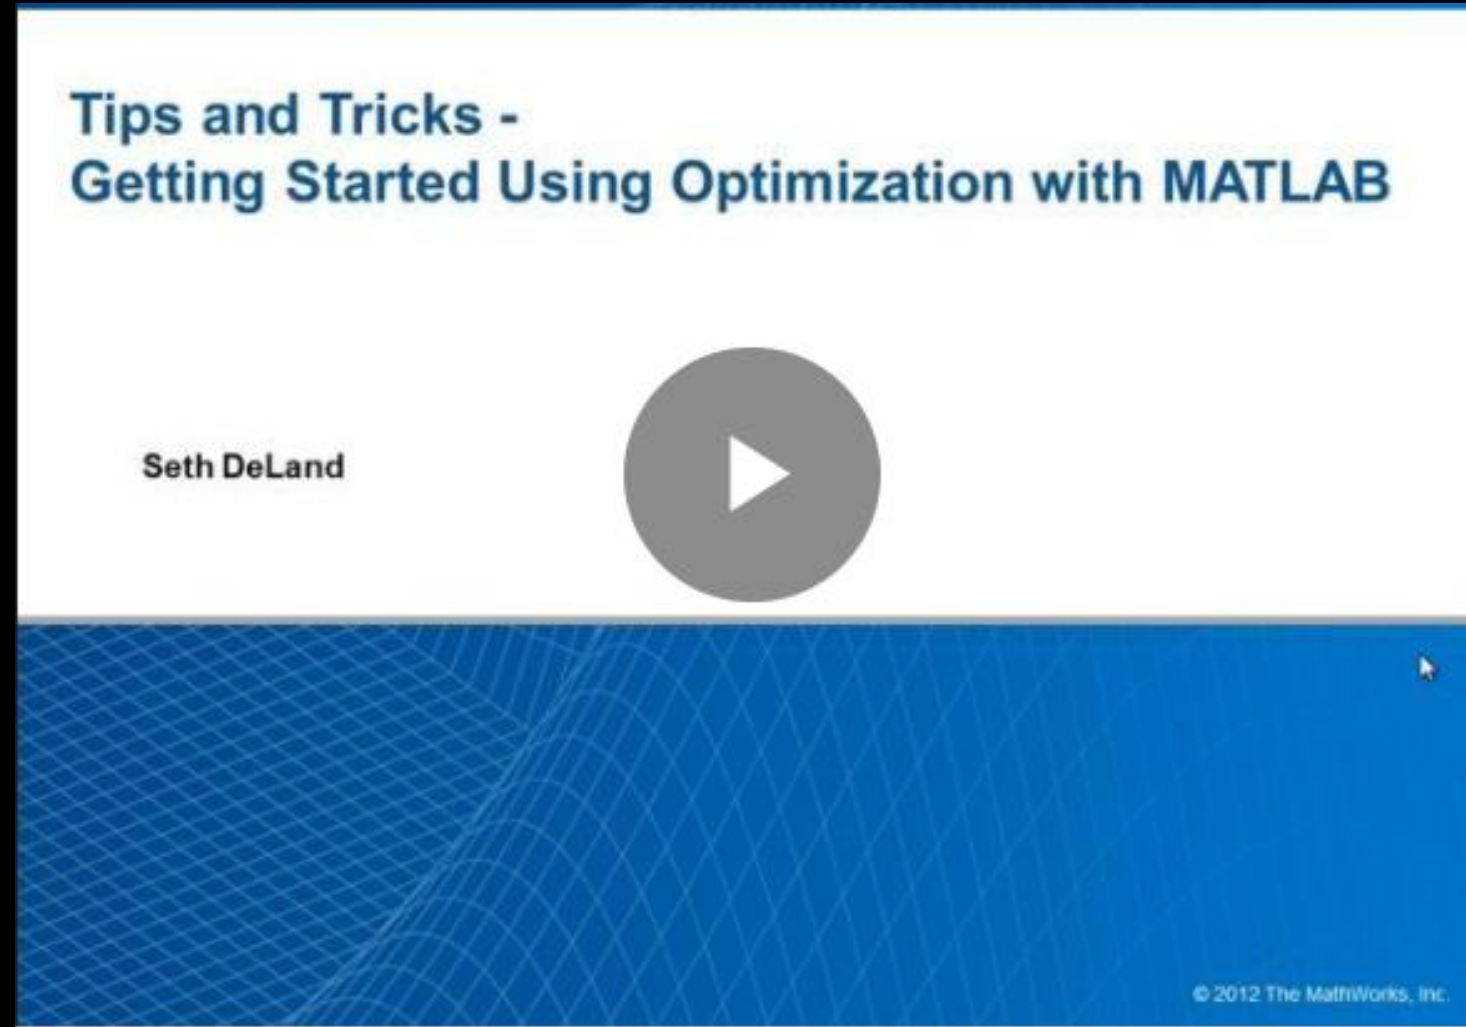 Tips and Tricks -
Getting Started Using Optimization with MATLAB
Seth DeLand
© 2012 The MathWorks, Inc.